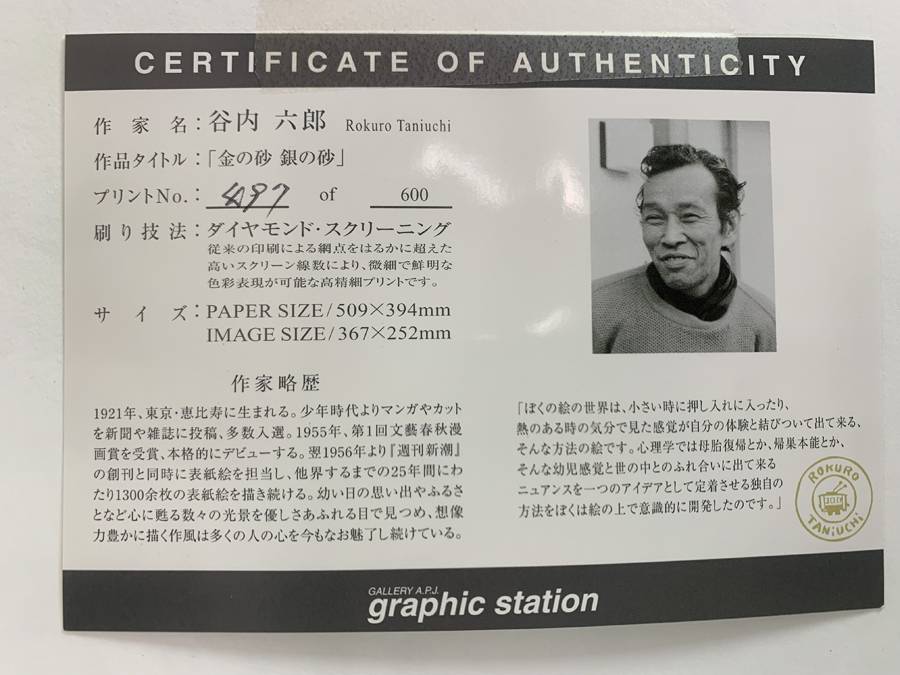 CERTIFICATE OF AUTHENTICITY
作家名：谷内 六郎 Rokuro Taniuchi
作品タイトル：「金の砂 銀の砂」
プリントNo.： 497 of 600
刷り技法：ダイヤモンド・スクリーニング
従来の印刷による網点をはるかに超えた
高いスクリーン線数により、微細で鮮明な
色彩表現が可能な高精細プリントです。
サイズ：PAPER SIZE/509×394mm
IMAGE SIZE/367×252mm
作家略歴
1921年、東京・恵比寿に生まれる。少年時代よりマンガやカット
を新聞や雑誌に投稿、多数入選。1955年、第1回文藝春秋漫
画賞を受賞、本格的にデビューする。翌1956年より『週刊新潮』
の創刊と同時に表紙絵を担当し、他界するまでの25年間にわ
たり1300余枚の表紙絵を描き続ける。幼い日の思い出やふるさ
となど心に甦る数々の光景を優しさあふれる目で見つめ、想像
力豊かに描く作風は多くの人の心を今もなお魅了し続けている。
「ぼくの絵の世界は、小さい時に押し入れに入ったり、
熱のある時の気分で見た感覚が自分の体験と結びついて出て来る、
そんな方法の絵です。心理学では母胎復帰とか、帰巣本能とか、
そんな幼児感覚と世の中とのふれ合いに出て来る
ニュアンスを一つのアイデアとして定着させる独自の
方法をぼくは絵の上で意識的に開発したのです。」
ROKURO
TANiUCHi
GALLERY A.P.J.
graphic station